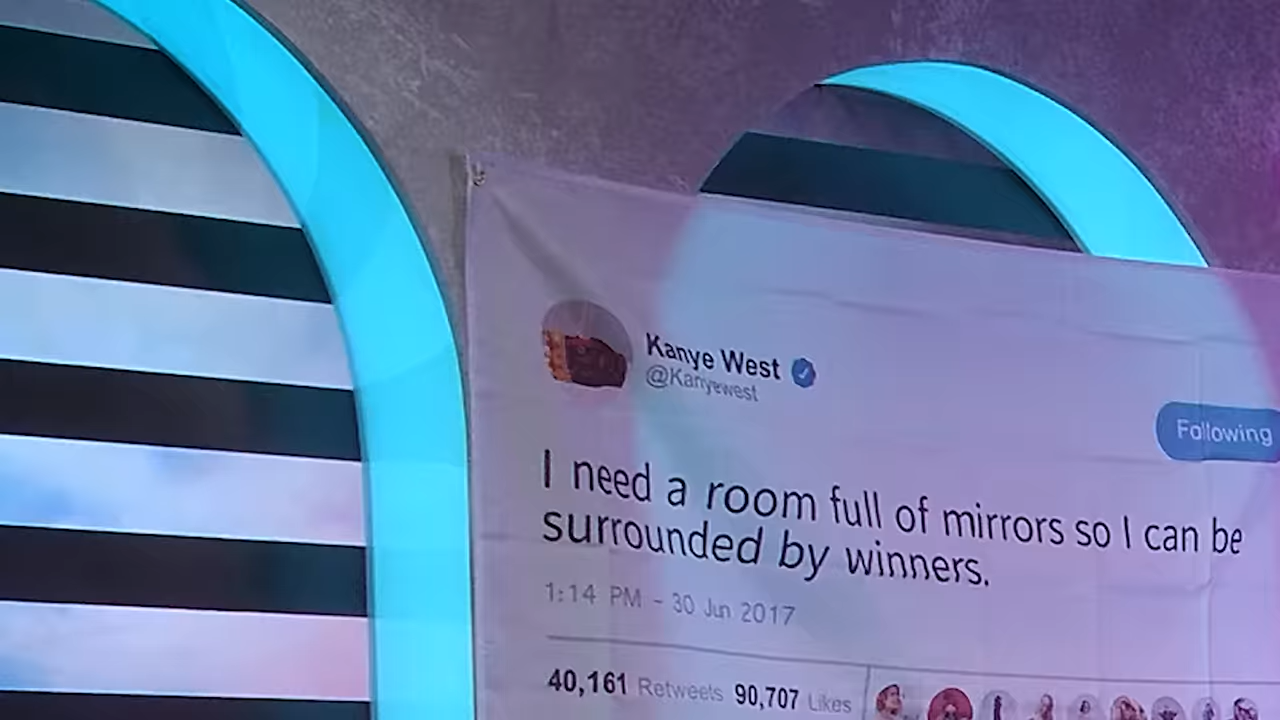 Kanye West
@Kanyewest
Following
I need a room full of mirrors so I can be
surrounded by winners.
1:14 PM - 30 Jun 2017
40,161 Retweets 90,707 Likes